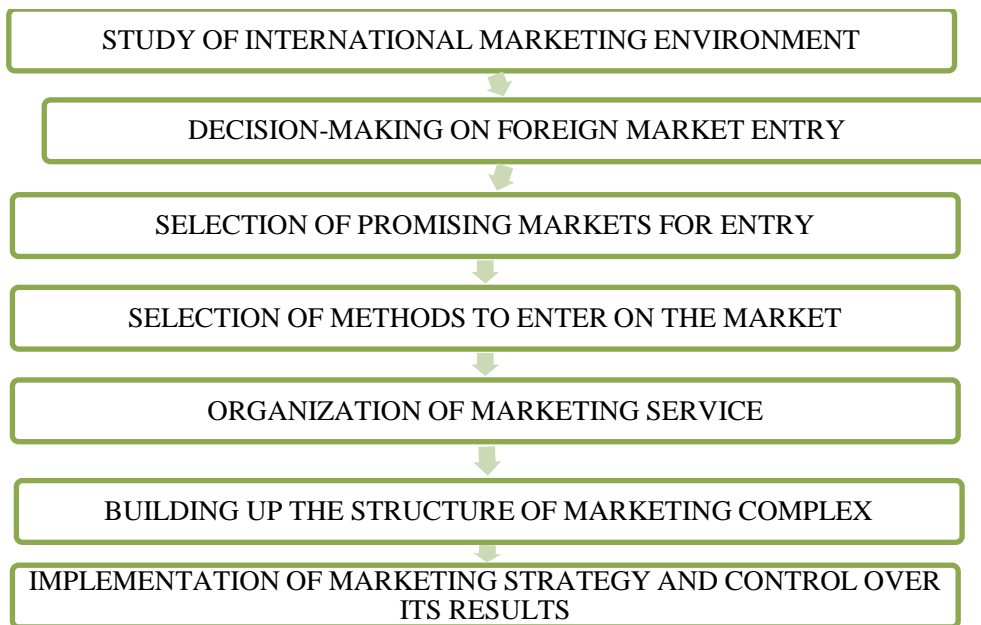 STUDY OF INTERNATIONAL MARKETING ENVIRONMENT
DECISION-MAKING ON FOREIGN MARKET ENTRY
SELECTION OF PROMISING MARKETS FOR ENTRY
SELECTION OF METHODS TO ENTER ON THE MARKET
ORGANIZATION OF MARKETING SERVICE
BUILDING UP THE STRUCTURE OF MARKETING COMPLEX
IMPLEMENTATION OF MARKETING STRATEGY AND CONTROL OVER
ITS RESULTS